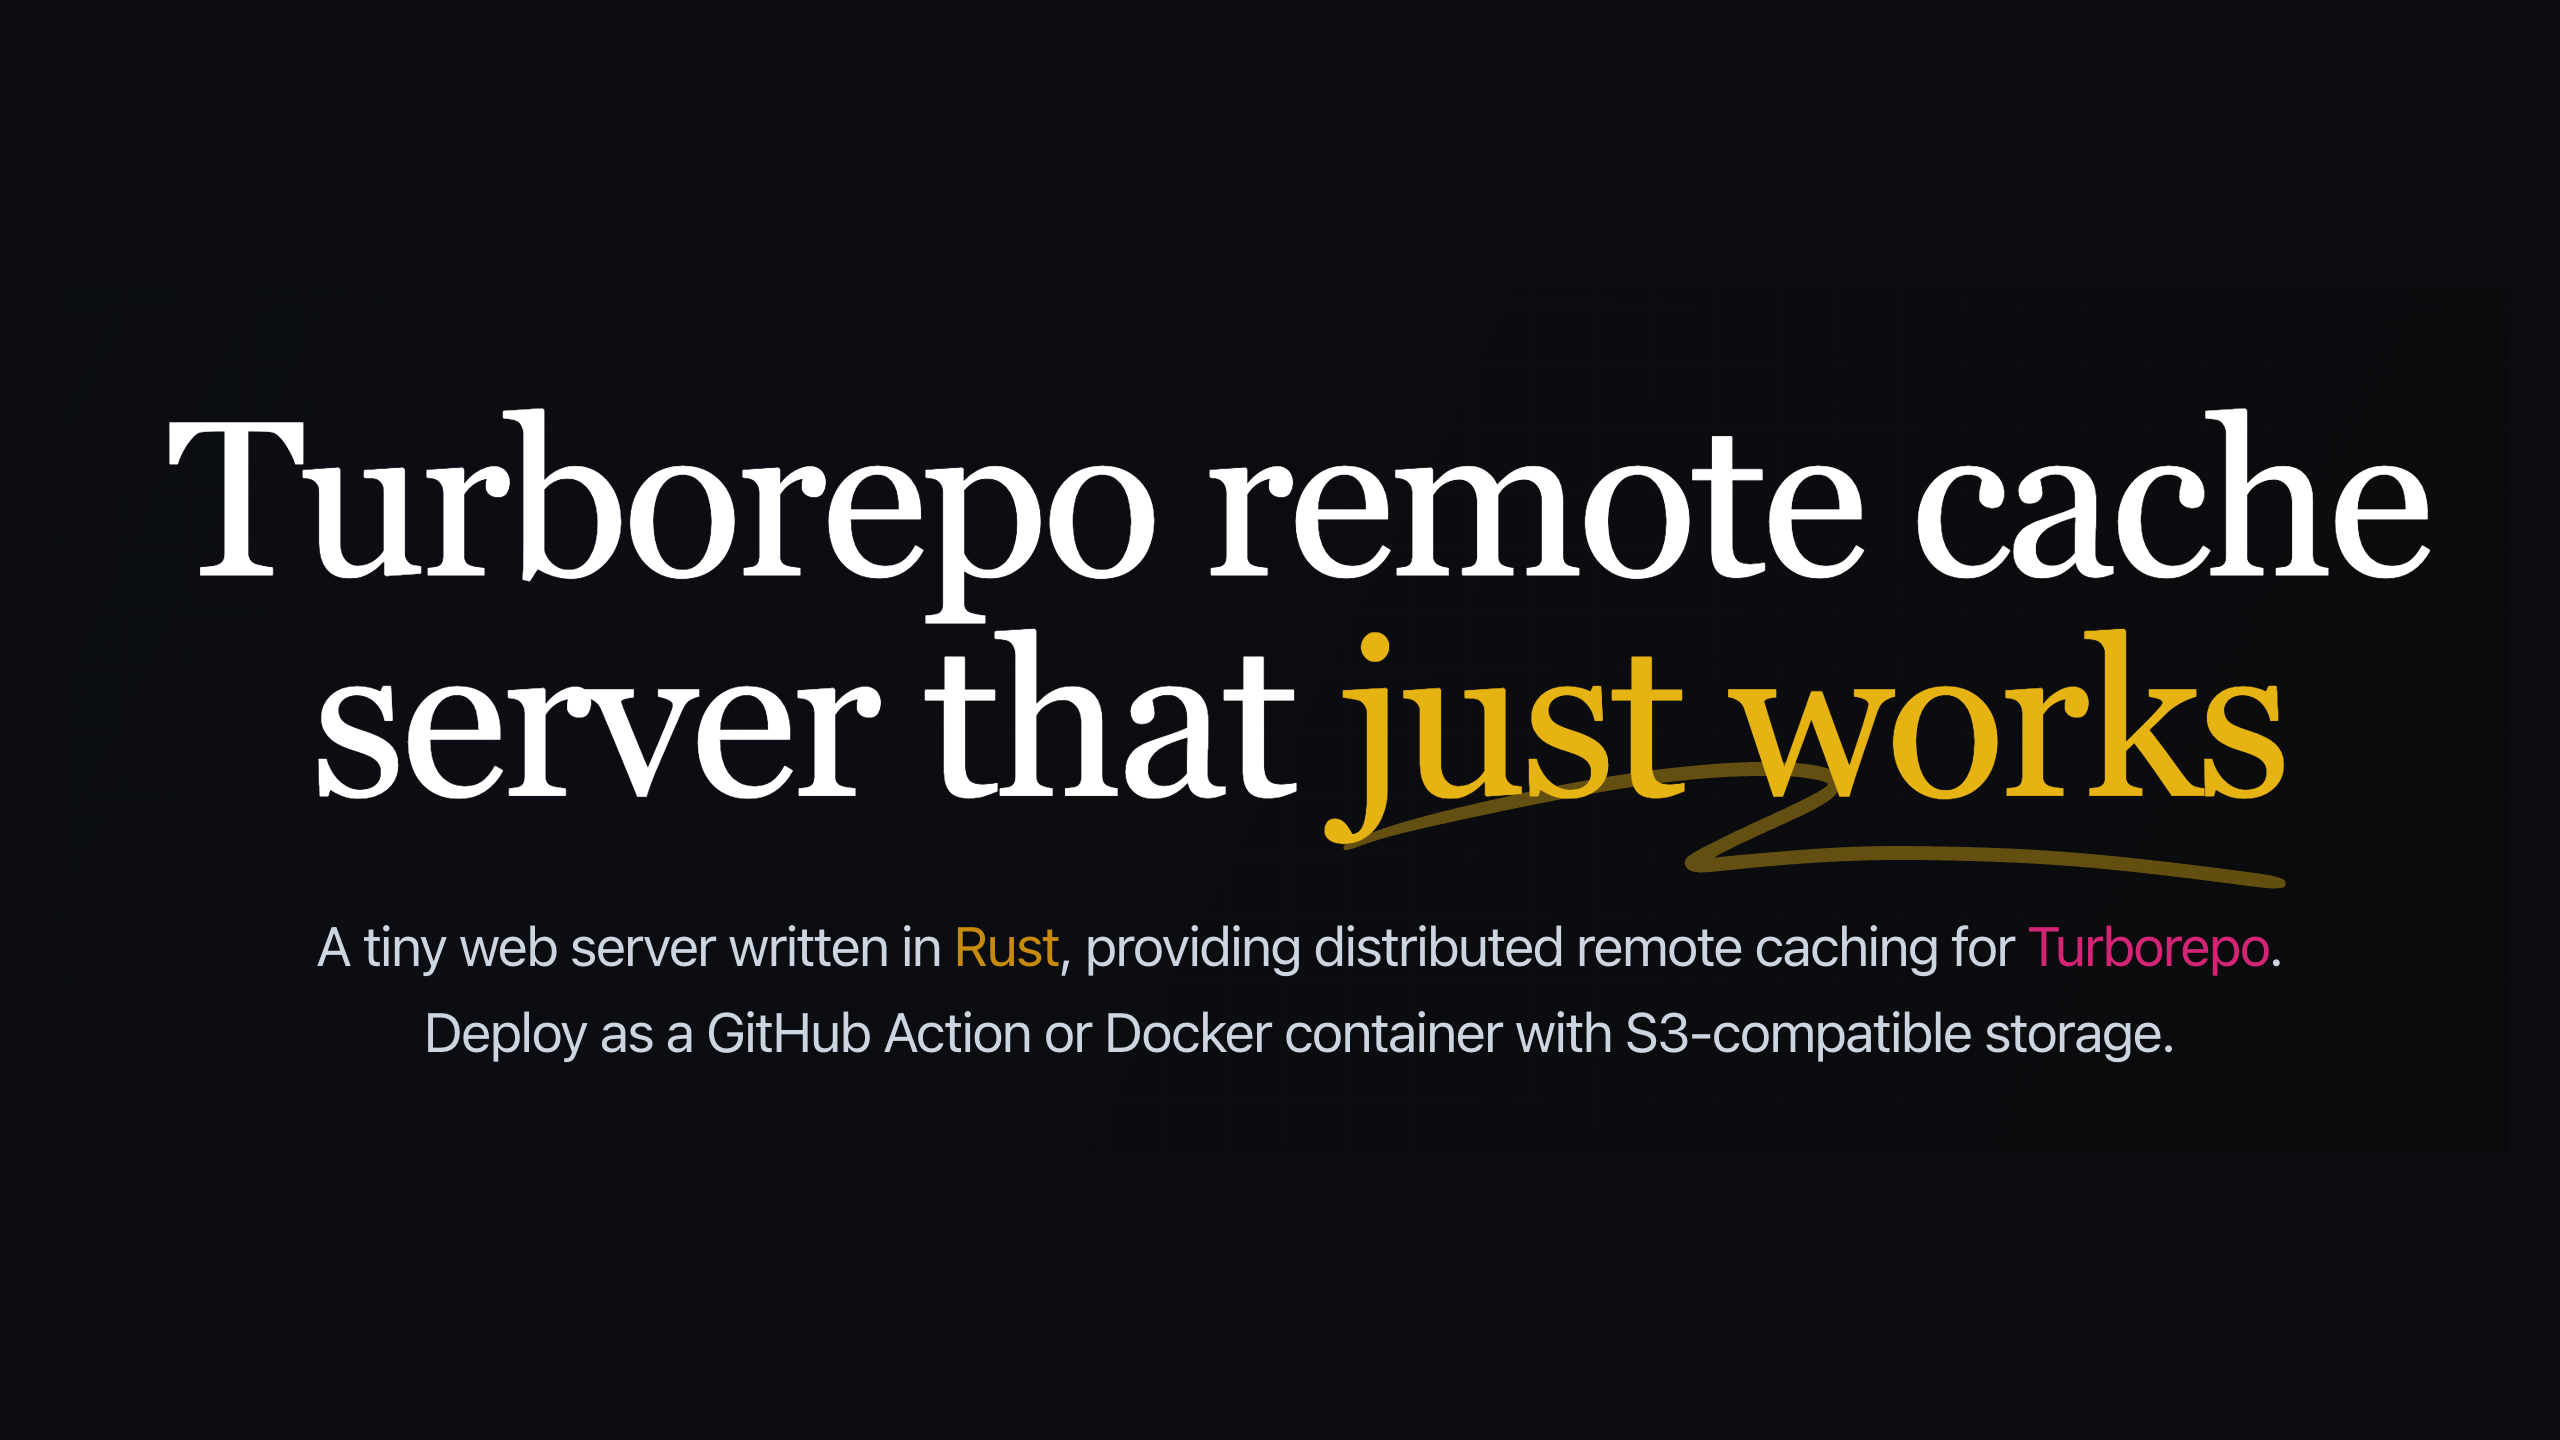 Turborepo remote cache
server that just works
A tiny web server written in Rust, providing distributed remote caching for Turborepo.
Deploy as a GitHub Action or Docker container with S3-compatible storage.